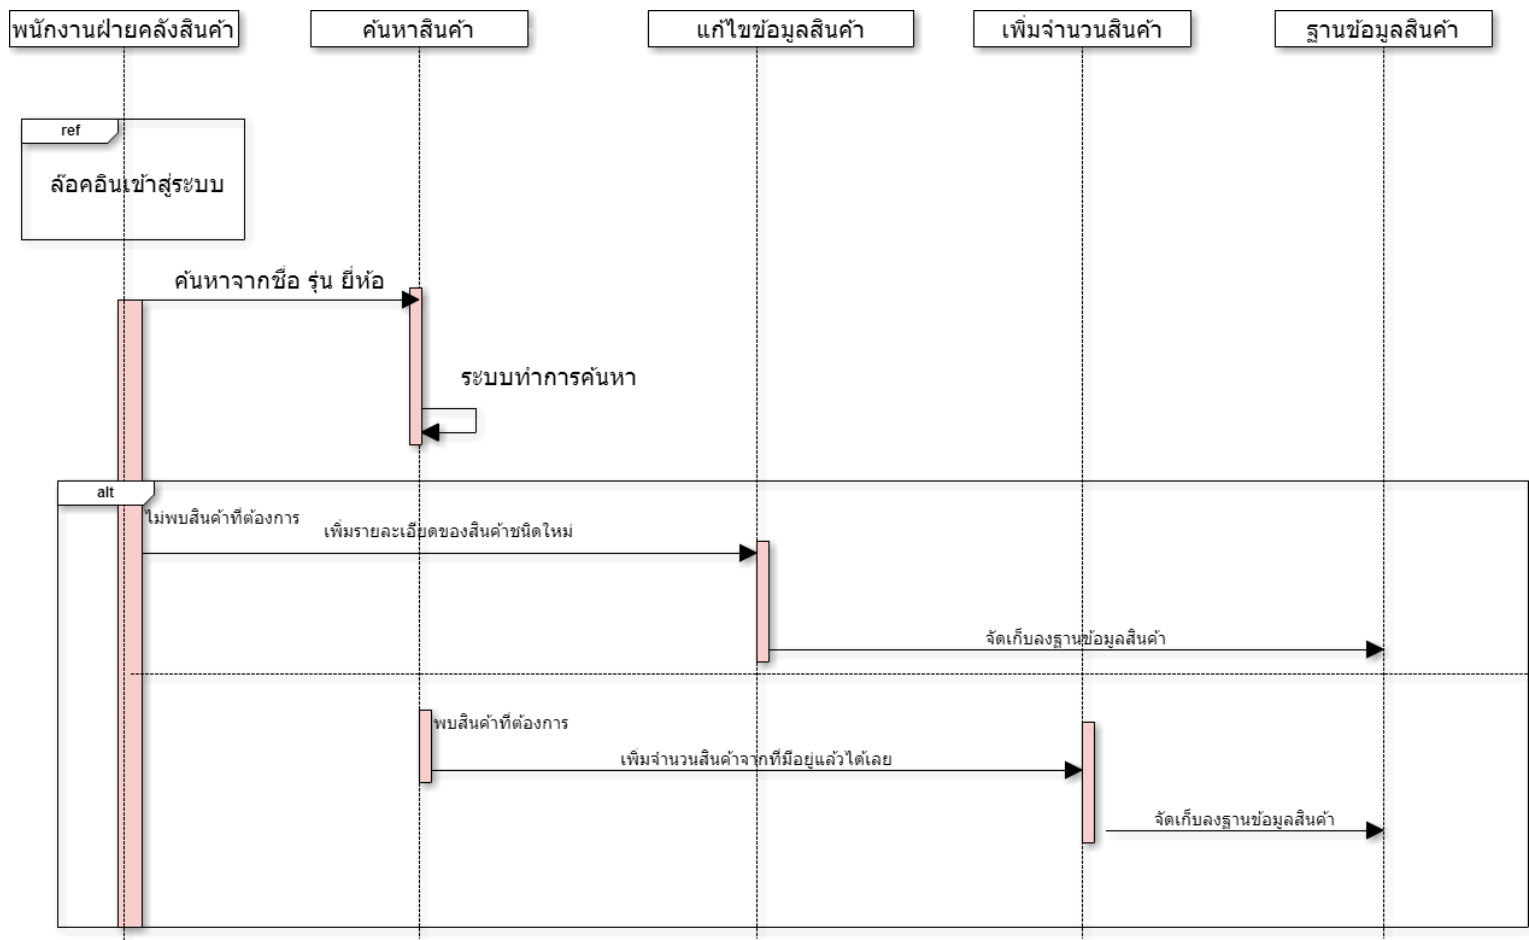 พนักงานฝ่ายคลังสินค้า
ค้นหาสินค้า
แก้ไขข้อมูลสินค้า
เพิ่มจำนวนสินค้า
ฐานข้อมูลสินค้า
ref
ล๊อคอินเข้าสู่ระบบ
ค้นหาจากชื่อ รุ่น ยี่ห้อ
ระบบทำการค้นหา
alt
ไม่พบสินค้าที่ต้องการ
เพิ่มรายละเอียดของสินค้าชนิดใหม่
จัดเก็บลงฐานข้อมูลสินค้า
พบสินค้าที่ต้องการ
เพิ่มจำนวนสินค้าจากที่มีอยู่แล้วได้เลย
จัดเก็บลงฐานข้อมูลสินค้า